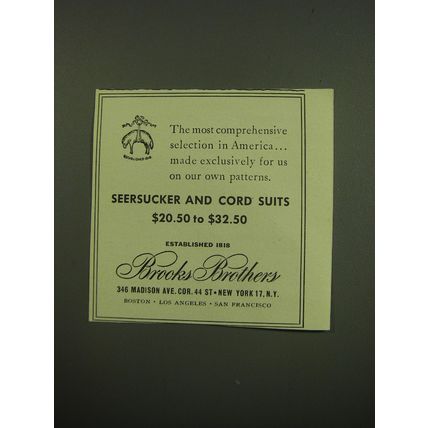 The most comprehensive
selection in America...
made exclusively for us
on our own patterns.
SEERSUCKER AND CORD SUITS
$20.50 to $32.50
ESTABLISHED 1818
Brooks Brothers
346 MADISON AVE. COR. 44 ST • NEW YORK 17, N.Y.
BOSTON • LOS ANGELES • SAN FRANCISCO